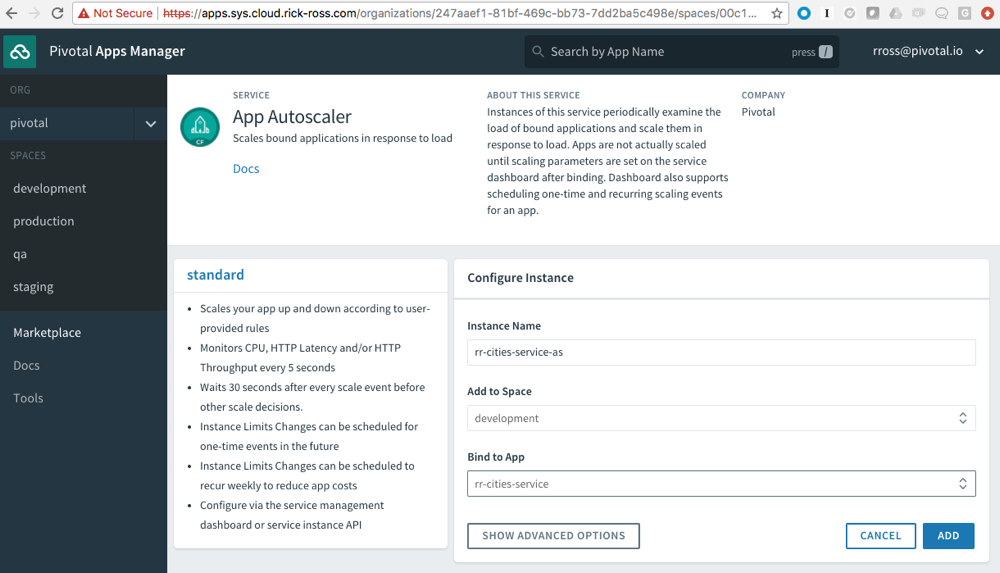 Not Secure | https://apps.sys.cloud.rick-ross.com/organizations/247aaef1-81bf-469c-bb73-7dd2ba5c498e/spaces/00c1...
Pivotal Apps Manager
Search by App Name
press /
rross@pivotal.io
ORG
pivotal
SPACES
development
production
qa
staging
Marketplace
Docs
Tools
SERVICE
App Autoscaler
Scales bound applications in response to load
Docs
CF
ABOUT THIS SERVICE
Instances of this service periodically examine the
load of bound applications and scale them in
response to load. Apps are not actually scaled
until scaling parameters are set on the service
dashboard after binding. Dashboard also supports
scheduling one-time and recurring scaling events
for an app.
COMPANY
Pivotal
standard
• Scales your app up and down according to user-
provided rules
• Monitors CPU, HTTP Latency and/or HTTP
Throughput every 5 seconds
• Waits 30 seconds after every scale event before
other scale decisions.
• Instance Limits Changes can be scheduled for
one-time events in the future
• Instance Limits Changes can be scheduled to
recur weekly to reduce app costs
• Configure via the service management
dashboard or service instance API
Configure Instance
Instance Name
rr-cities-service-as
Add to Space
development
Bind to App
rr-cities-service
SHOW ADVANCED OPTIONS
CANCEL
ADD